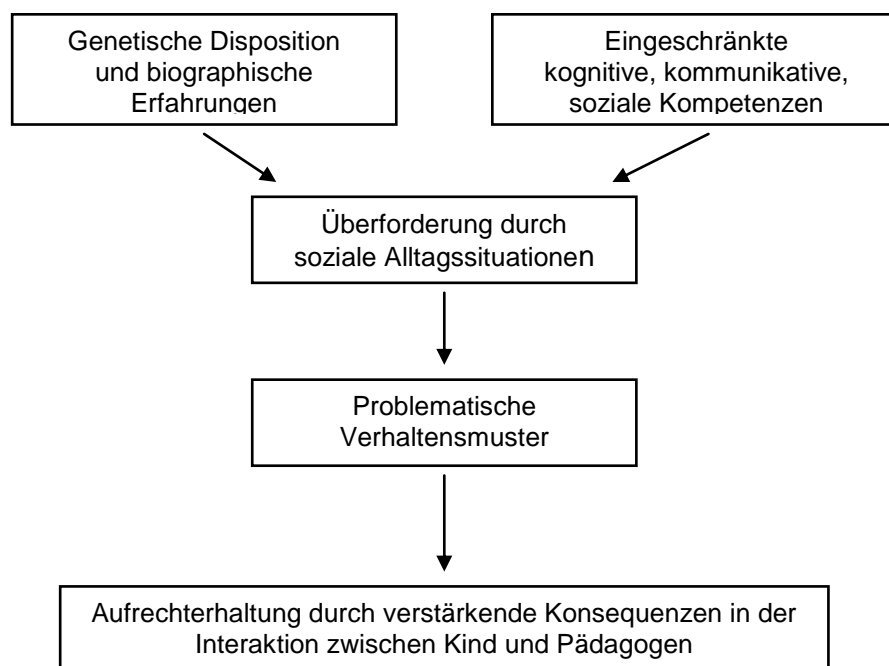 Genetische Disposition
und biographische
Erfahrungen
Eingeschränkte
kognitive, kommunikative,
soziale Kompetenzen
Überforderung durch
soziale Alltagssituationen
Problematische
Verhaltensmuster
Aufrechterhaltung durch verstärkende Konsequenzen in der
Interaktion zwischen Kind und Pädagogen